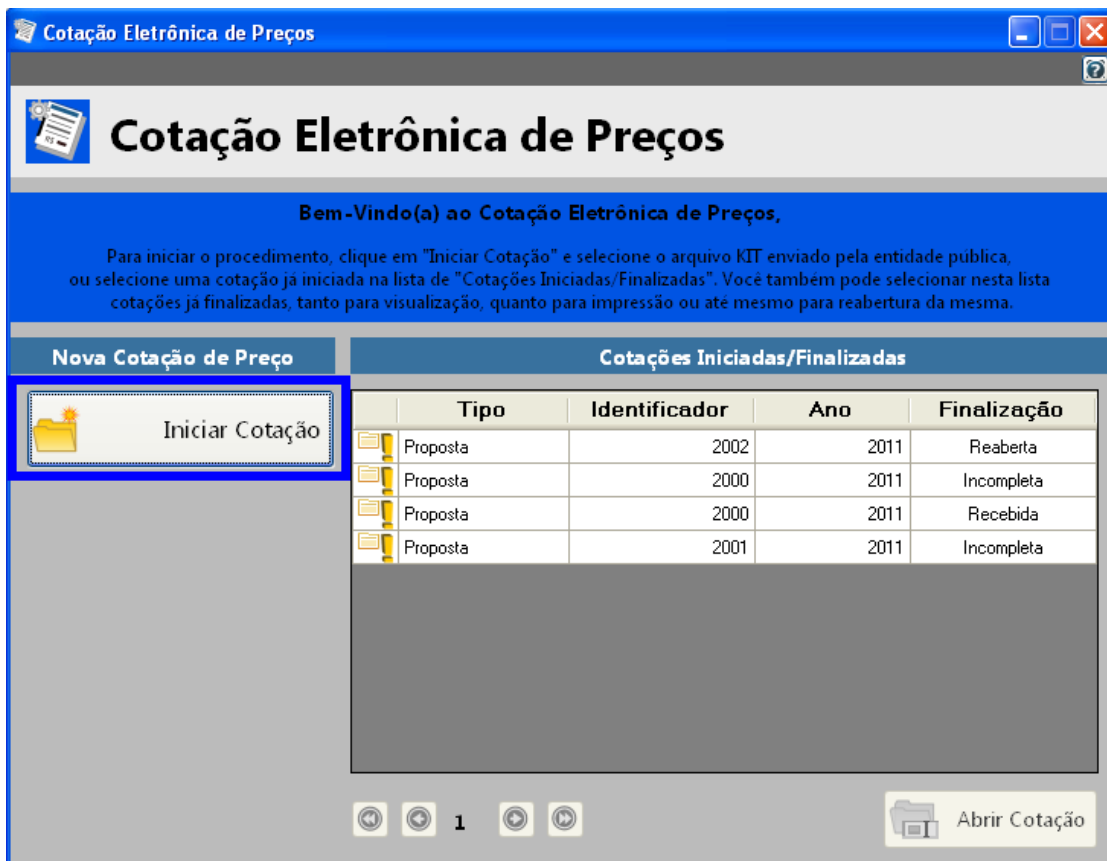 Cotação Eletrônica de Preços
Cotação Eletrônica de Preços
Bem-Vindo(a) ao Cotação Eletrônica de Preços,
Para iniciar o procedimento, clique em "Iniciar Cotação" e selecione o arquivo KIT enviado pela entidade pública,
ou selecione uma cotação já iniciada na lista de "Cotações Iniciadas/Finalizadas". Você também pode selecionar nesta lista
cotações já finalizadas, tanto para visualização, quanto para impressão ou até mesmo para reabertura da mesma.
Nova Cotação de Preço
Cotações Iniciadas/Finalizadas
Iniciar Cotação
Tipo Identificador Ano Finalização
Proposta 2002 2011 Reaberta
Proposta 2000 2011 Incompleta
Proposta 2000 2011 Recebida
Proposta 2001 2011 Incompleta
1
Abrir Cotação